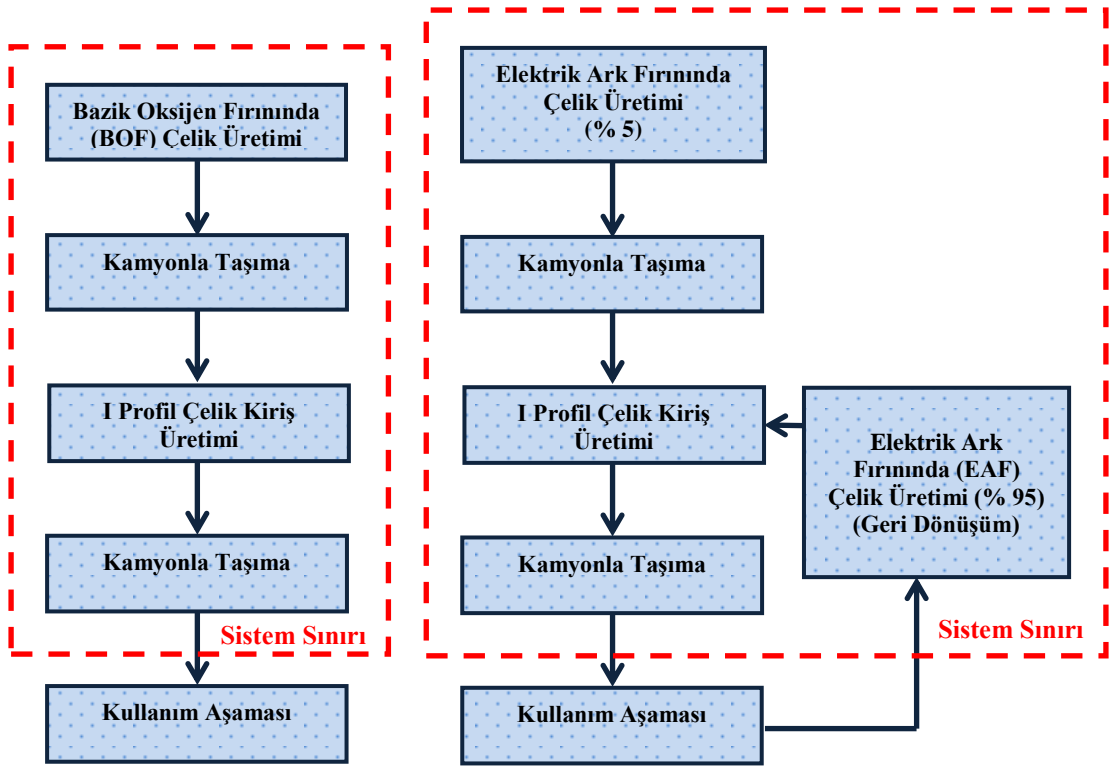 Bazik Oksijen Fırınında
(BOF) Çelik Üretimi
Kamyonla Taşıma
I Profil Çelik Kiriş
Üretimi
Kamyonla Taşıma
Sistem Sınırı
Kullanım Aşaması
Elektrik Ark Fırınında
Çelik Üretimi
(% 5)
Kamyonla Taşıma
I Profil Çelik Kiriş
Üretimi
Elektrik Ark
Fırınında (EAF)
Çelik Üretimi (% 95)
(Geri Dönüşüm)
Kamyonla Taşıma
Sistem Sınırı
Kullanım Aşaması